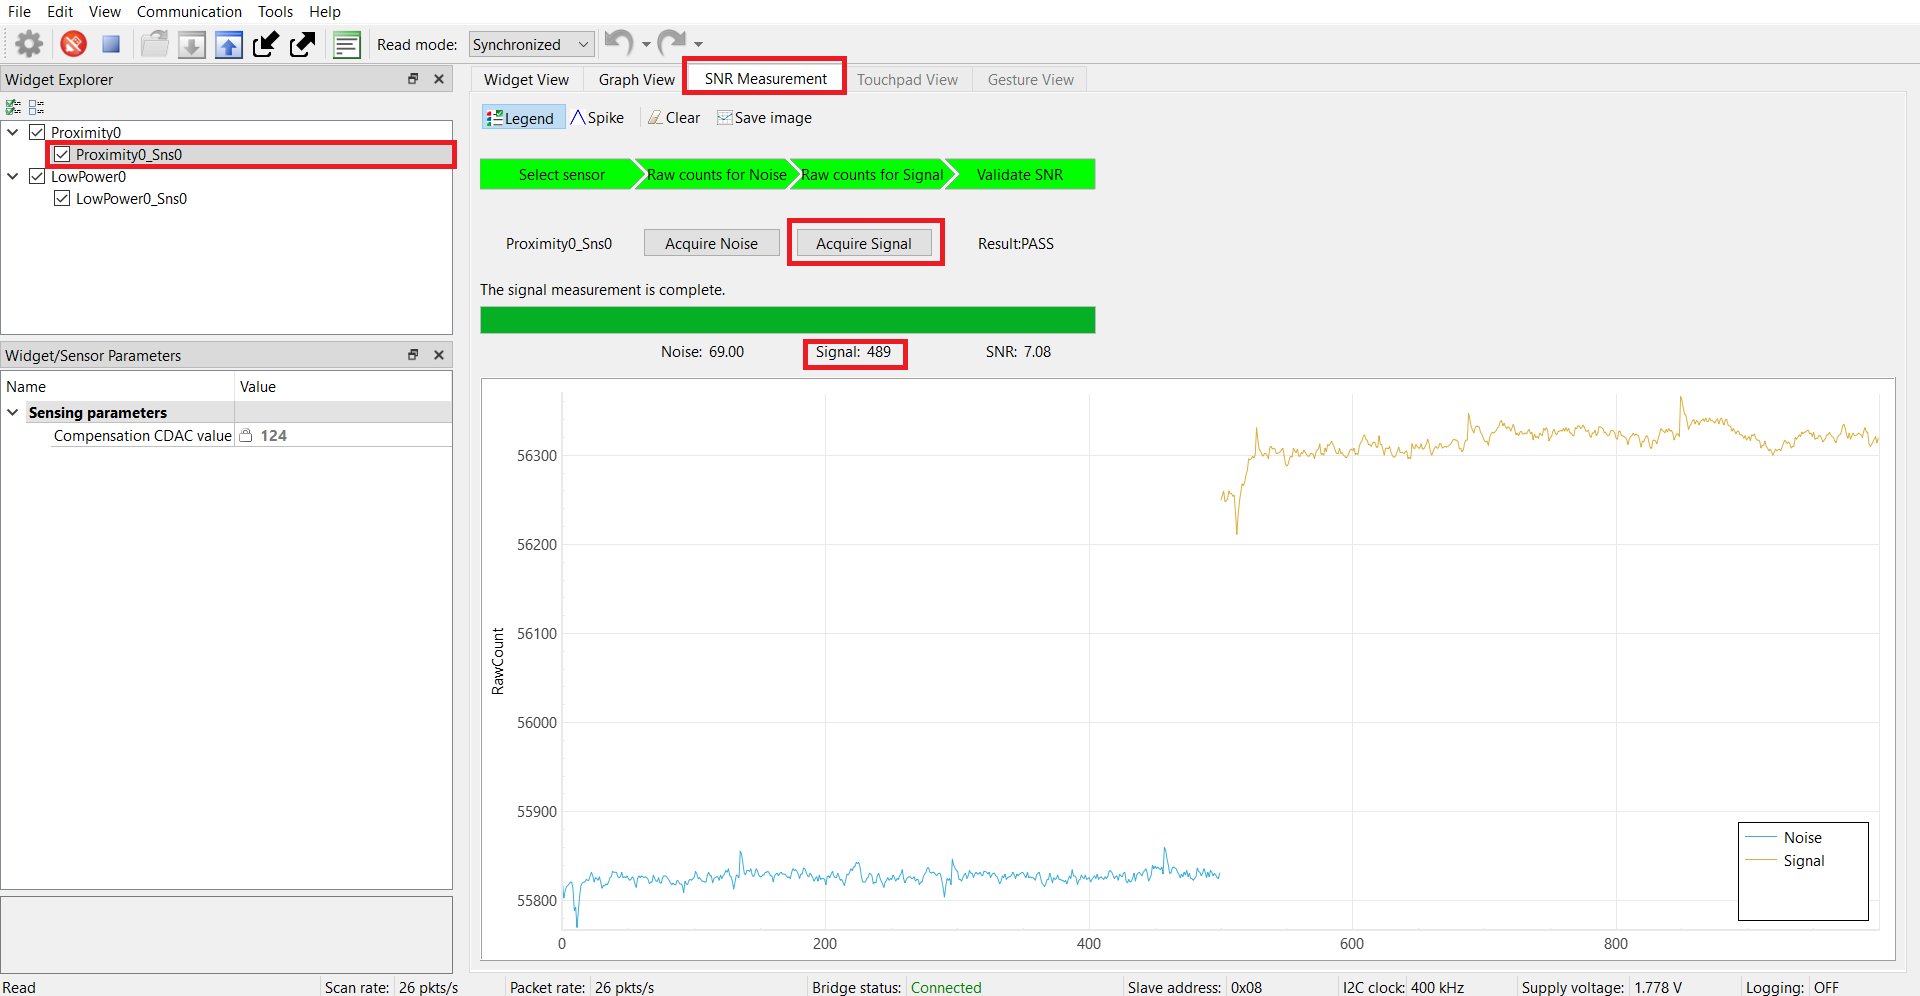 File Edit View Communication Tools Help
Read mode: Synchronized
Widget Explorer
Widget View Graph View SNR Measurement Touchpad View Gesture View
Legend Spike Clear Save image
Proximity0
Proximity0_Sns0
LowPower0
LowPower0_Sns0
Select sensor Raw counts for Noise Raw counts for Signal Validate SNR
Proximity0_Sns0 Acquire Noise Acquire Signal Result:PASS
The signal measurement is complete.
Noise: 69.00 Signal: 489 SNR: 7.08
Widget/Sensor Parameters
Name Value
Sensing parameters
Compensation CDAC value 124
RawCount
56300
56200
56100
56000
55900
55800
0 200 400 600 800
Noise
Signal
Read Scan rate: 26 pkts/s Packet rate: 26 pkts/s Bridge status: Connected Slave address: 0x08 I2C clock: 400 kHz Supply voltage: 1.778 V Logging: OFF